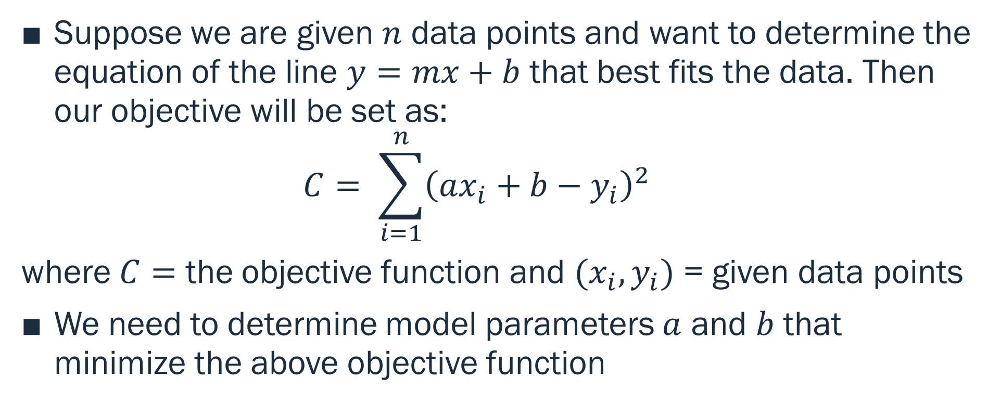 ■ Suppose we are given n data points and want to determine the
equation of the line y = mx + b that best fits the data. Then
our objective will be set as:
C = ∑_{i=1}^{n} (ax_i + b − y_i)^2
where C = the objective function and (x_i, y_i) = given data points
■ We need to determine model parameters a and b that
minimize the above objective function